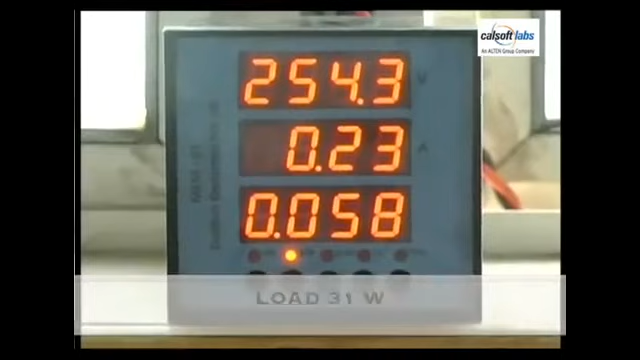 calsoft labs
An ALTEN Group Company
254.3 V
0.23 A
0.058
LOAD 31 W